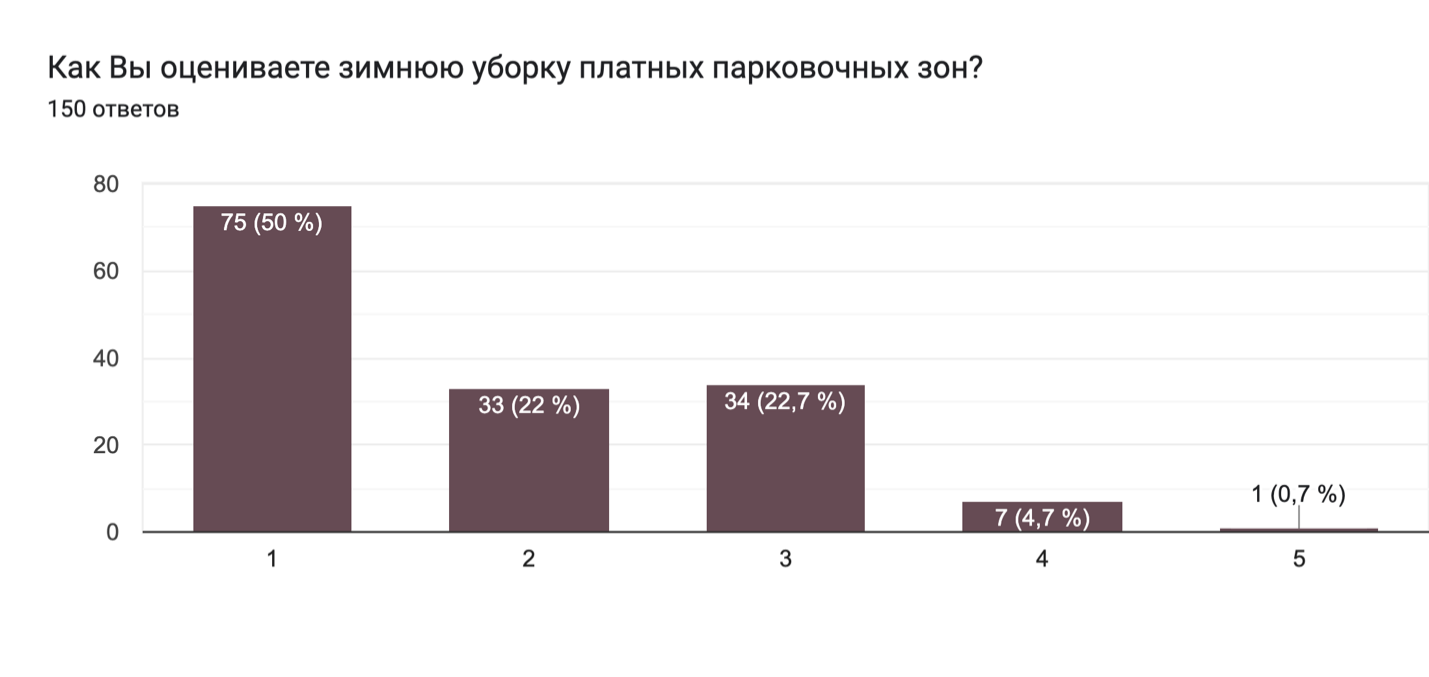 Как Вы оцениваете зимнюю уборку платных парковочных зон?
150 ответов
80
60
40
20
0
75 (50 %)
33 (22 %)
34 (22,7 %)
7 (4,7 %)
1 (0,7 %)
1
2
3
4
5